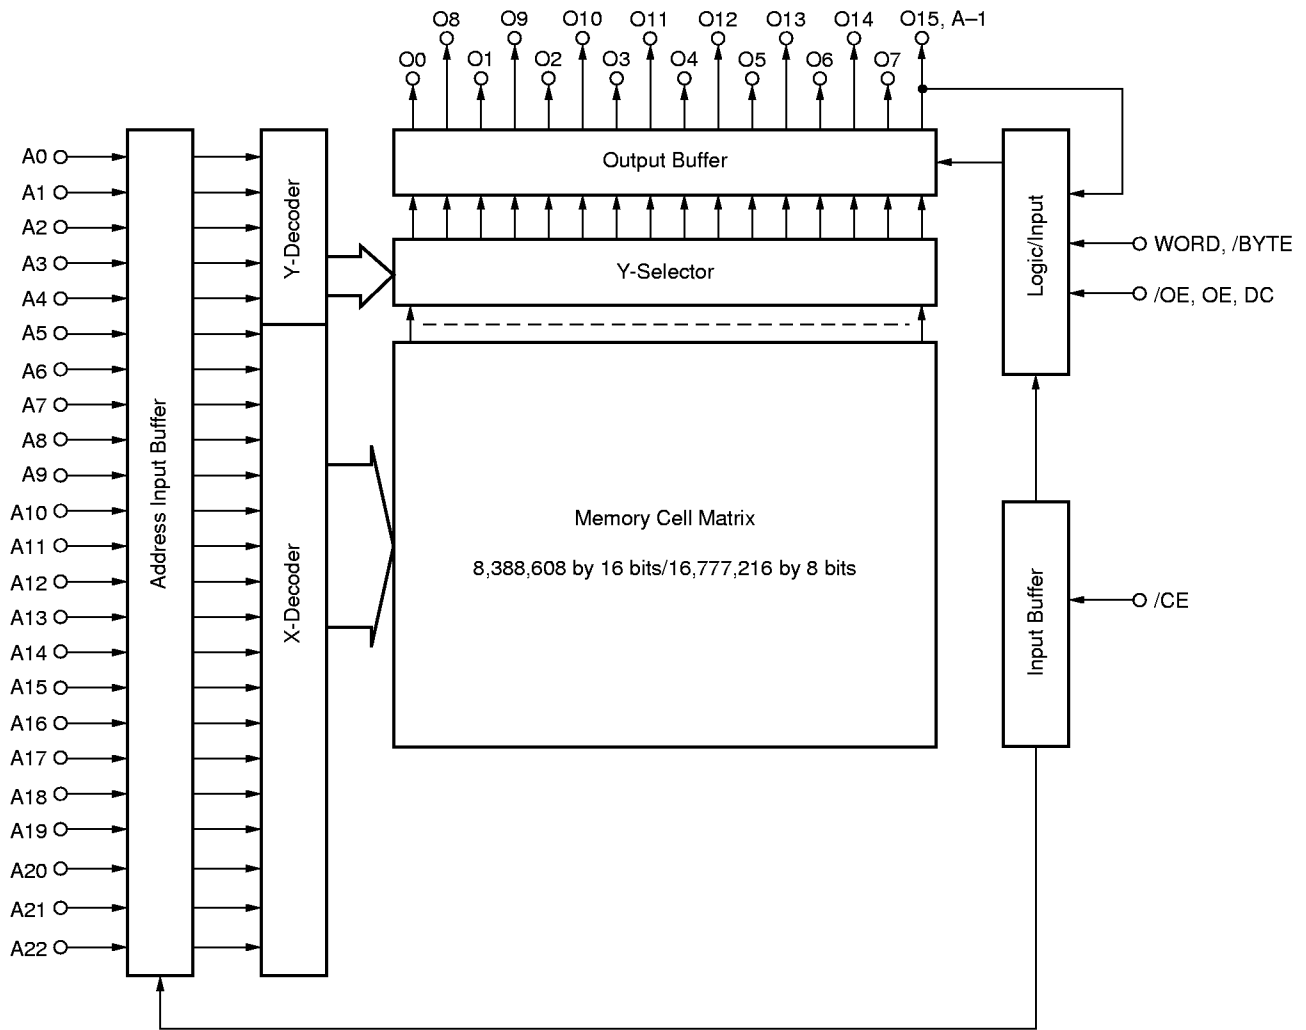 O8 O9 O10 O11 O12 O13 O14 O15, A–1
O0 O1 O2 O3 O4 O5 O6 O7
A0
A1
A2
A3
A4
A5
A6
A7
A8
A9
A10
A11
A12
A13
A14
A15
A16
A17
A18
A19
A20
A21
A22
Address Input Buffer
Y-Decoder
X-Decoder
Output Buffer
Y-Selector
Memory Cell Matrix
8,388,608 by 16 bits/16,777,216 by 8 bits
Logic/Input
WORD, /BYTE
/OE, OE, DC
Input Buffer
/CE